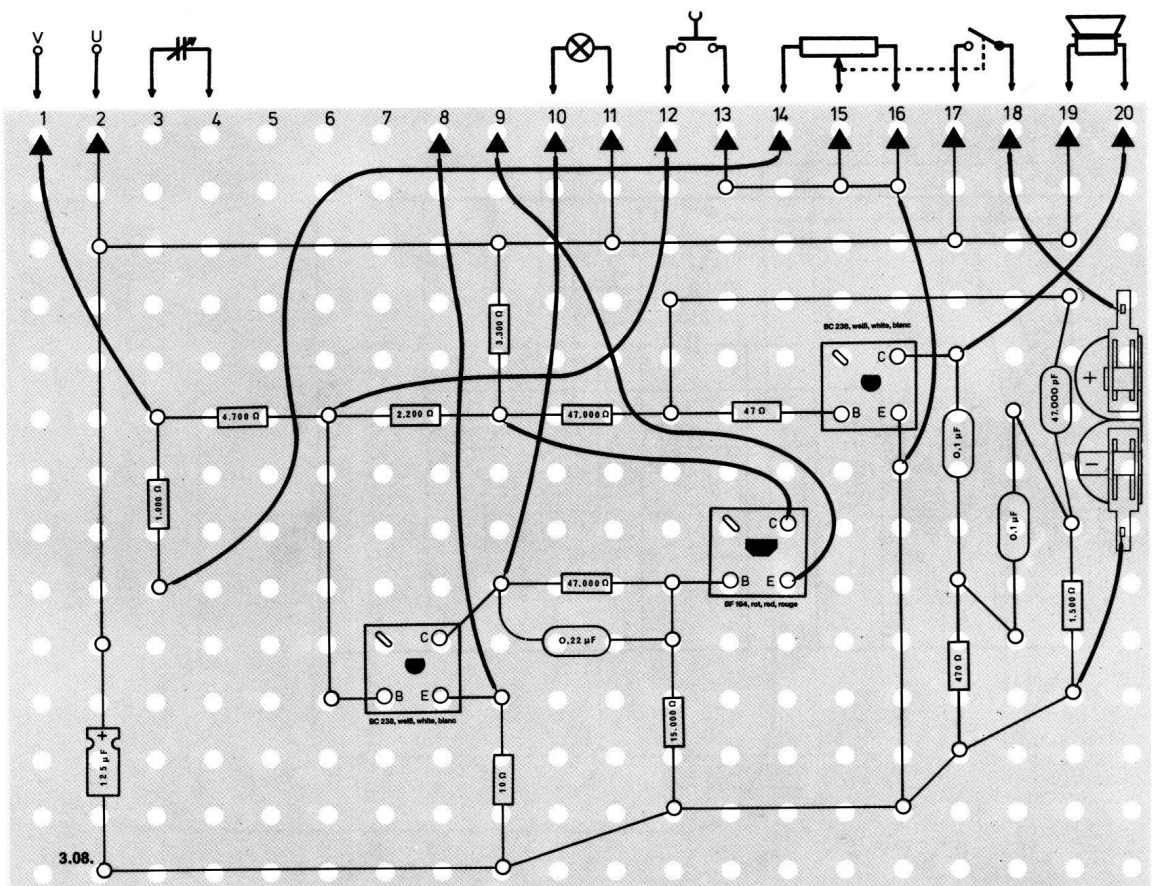 V U
1 2 3 4 5 6 7 8 9 10 11 12 13 14 15 16 17 18 19 20
3.300 Ω
BC 238, weiß, white, blanc
C
B E
+
−
47.000 pF
4.700 Ω
2.200 Ω
47.000 Ω
47 Ω
0,1 µF
1.000 Ω
0,1 µF
C
B E
BF 194, rot, red, rouge
47.000 Ω
1.500 Ω
0,22 µF
C
B E
BC 238, weiß, white, blanc
470 Ω
15.000 Ω
+
125 µF
10 Ω
3.08.